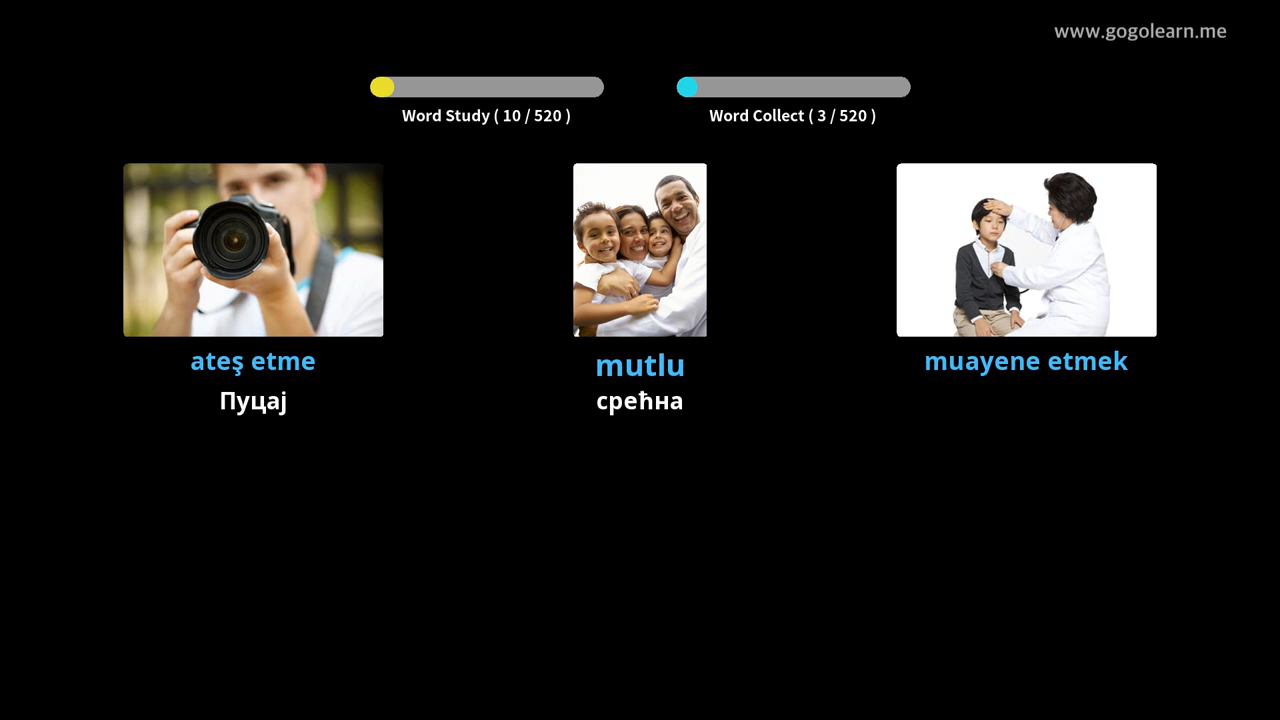 www.gogolearn.me
Word Study ( 10 / 520 )
Word Collect ( 3 / 520 )
ateş etme
Пуцај
mutlu
срећна
muayene etmek